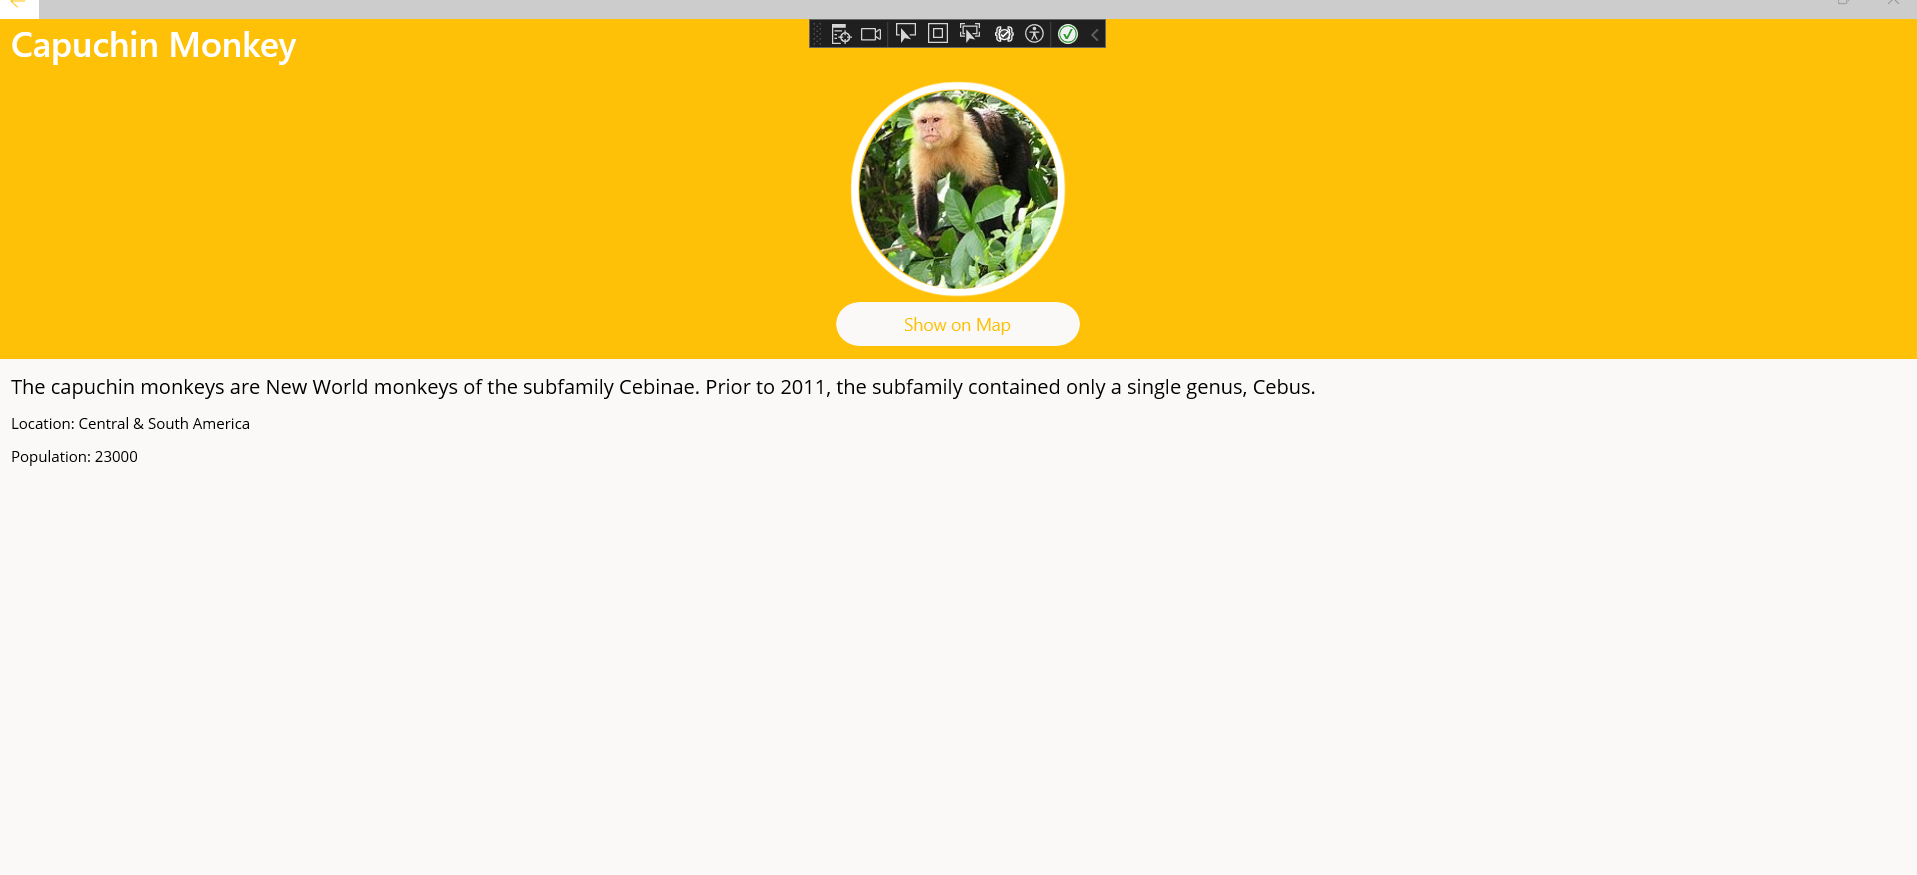 Capuchin Monkey
Show on Map
The capuchin monkeys are New World monkeys of the subfamily Cebinae. Prior to 2011, the subfamily contained only a single genus, Cebus.
Location: Central & South America
Population: 23000